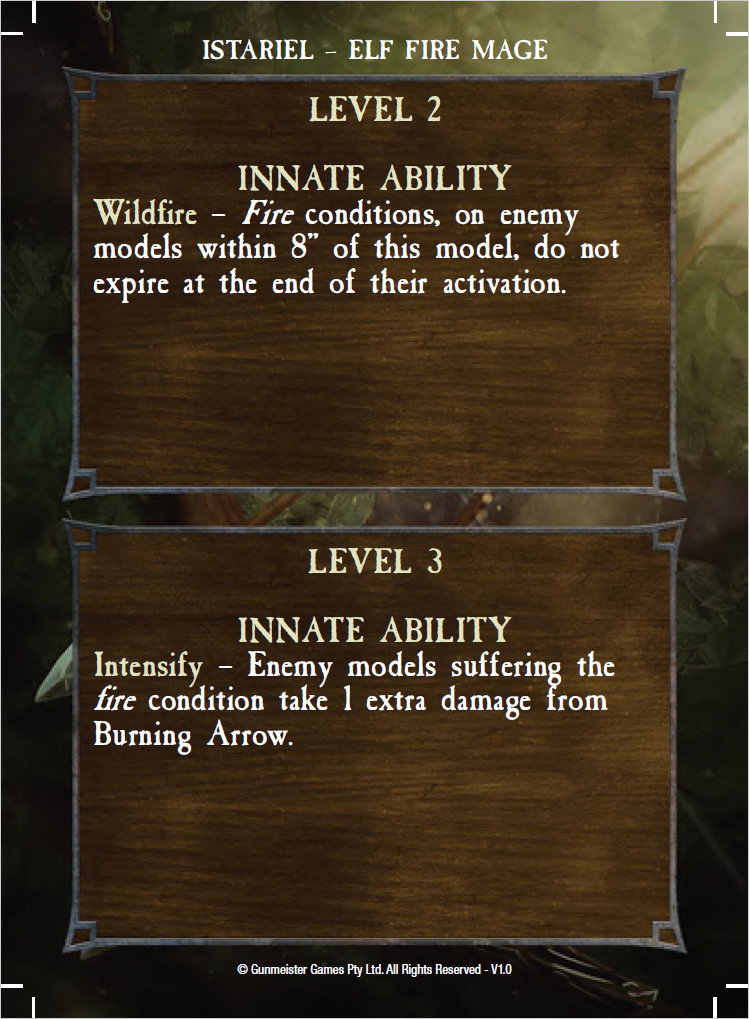 ISTARIEL – ELF FIRE MAGE
LEVEL 2
INNATE ABILITY
Wildfire – Fire conditions, on enemy
models within 8” of this model, do not
expire at the end of their activation.
LEVEL 3
INNATE ABILITY
Intensify – Enemy models suffering the
fire condition take 1 extra damage from
Burning Arrow.
© Gunmeister Games Pty Ltd. All Rights Reserved - V1.0